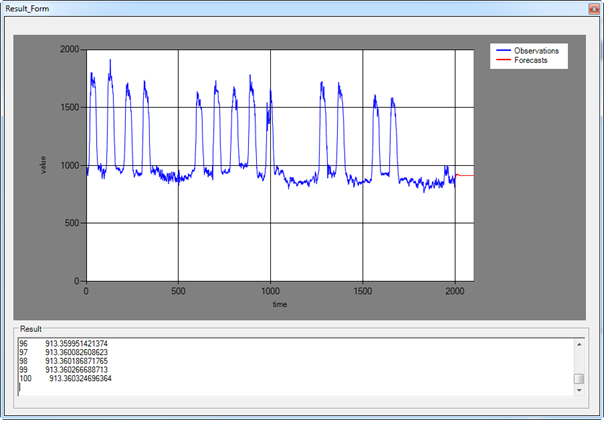 Result_Form
2000
1500
1000
500
0
value
0 500 1000 1500 2000
time
Observations
Forecasts
Result
96 913.359951421374
97 913.360082608623
98 913.360186871765
99 913.360266688713
100 913.360324696364